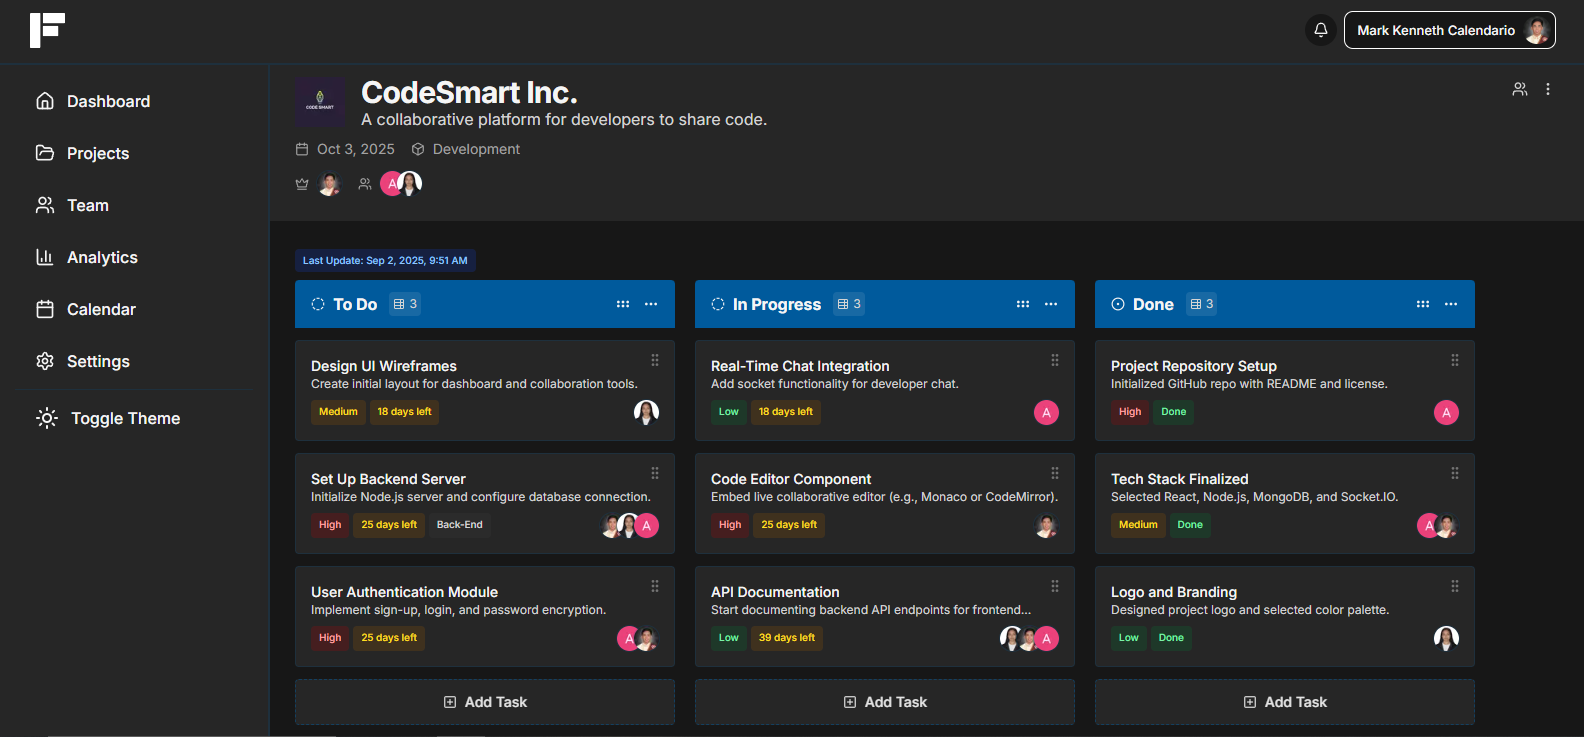 Mark Kenneth Calendario
Dashboard
Projects
Team
Analytics
Calendar
Settings
Toggle Theme
CODE SMART
CodeSmart Inc.
A collaborative platform for developers to share code.
Oct 3, 2025 Development
A
Last Update: Sep 2, 2025, 9:51 AM
To Do 3
Design UI Wireframes
Create initial layout for dashboard and collaboration tools.
Medium 18 days left
Set Up Backend Server
Initialize Node.js server and configure database connection.
High 25 days left Back-End A
User Authentication Module
Implement sign-up, login, and password encryption.
High 25 days left A
Add Task
In Progress 3
Real-Time Chat Integration
Add socket functionality for developer chat.
Low 18 days left A
Code Editor Component
Embed live collaborative editor (e.g., Monaco or CodeMirror).
High 25 days left
API Documentation
Start documenting backend API endpoints for frontend...
Low 39 days left A
Add Task
Done 3
Project Repository Setup
Initialized GitHub repo with README and license.
High Done A
Tech Stack Finalized
Selected React, Node.js, MongoDB, and Socket.IO.
Medium Done A
Logo and Branding
Designed project logo and selected color palette.
Low Done
Add Task